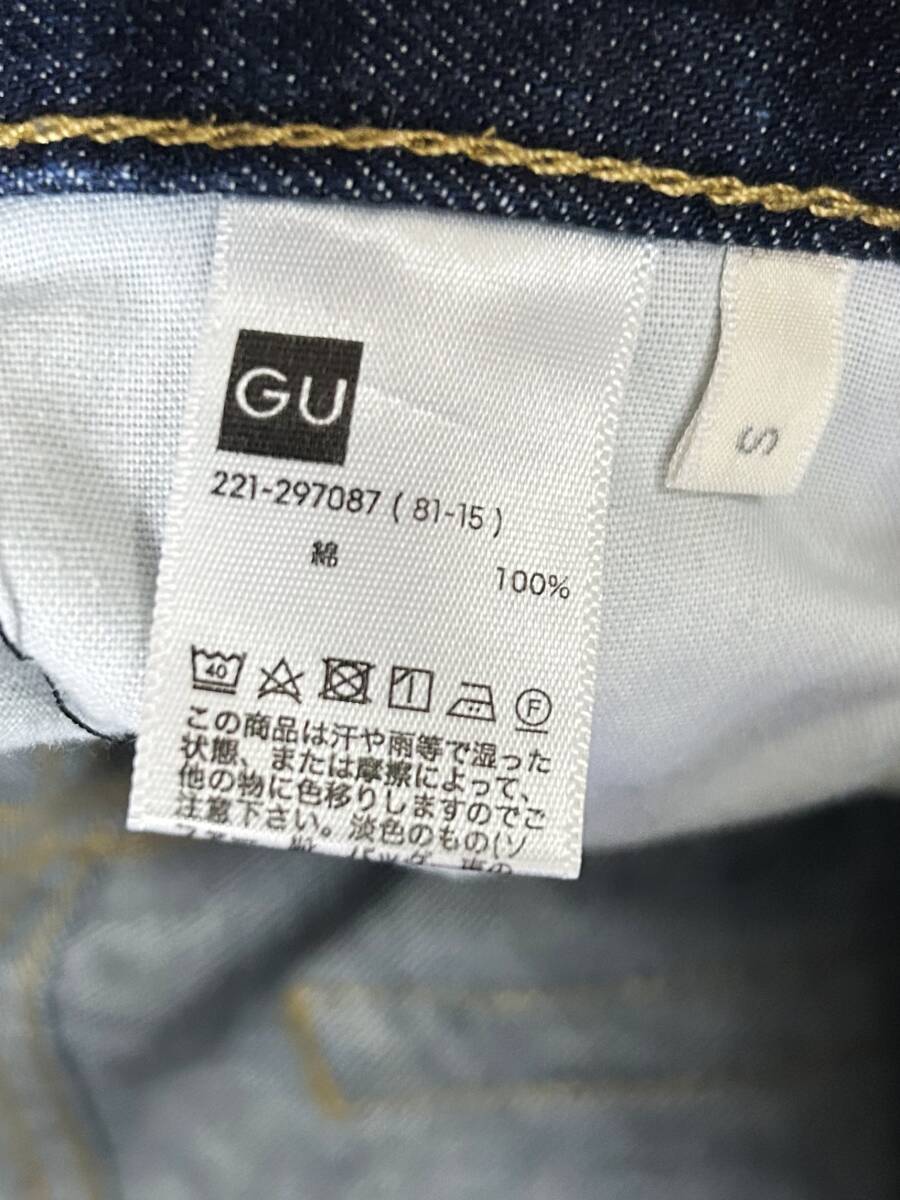 GU
S
221-297087 ( 81-15 )
綿
100%
40
F
この商品は汗や雨等で湿った
状態、または摩擦によって、
他の物に色移りしますのでご
注意下さい。淡色のもの(ソ